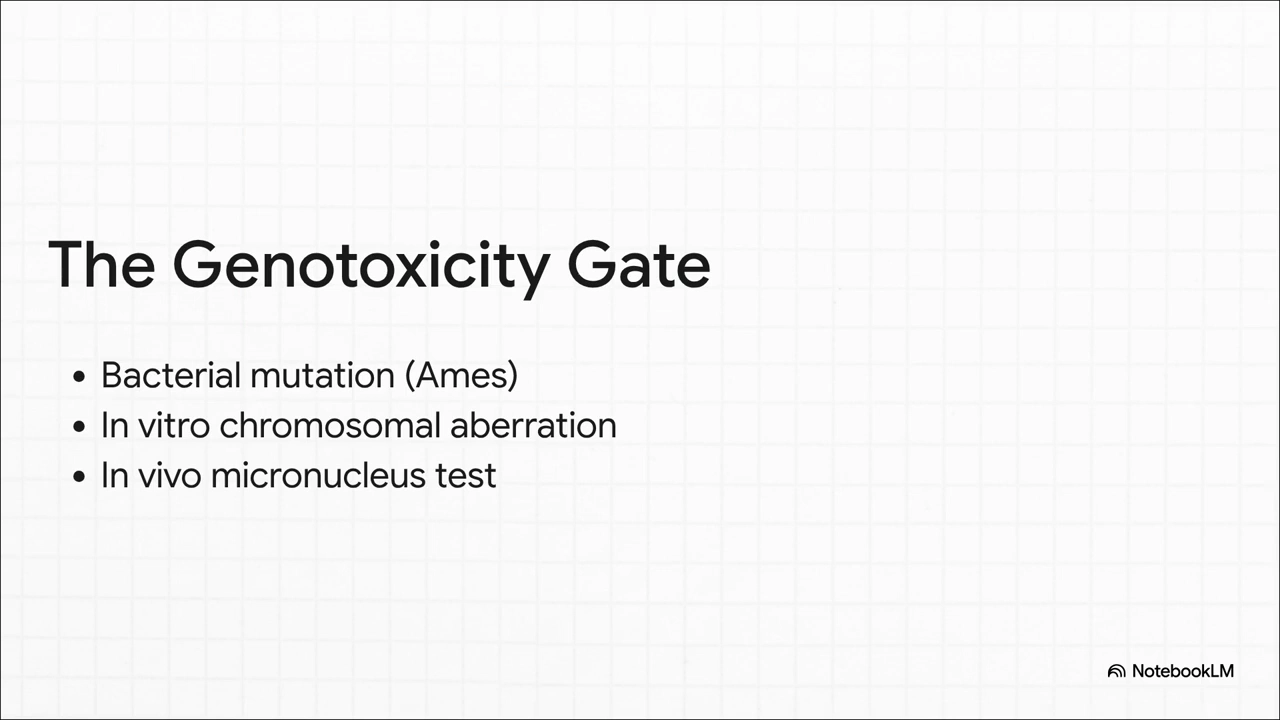 The Genotoxicity Gate
• Bacterial mutation (Ames)
• In vitro chromosomal aberration
• In vivo micronucleus test
NotebookLM